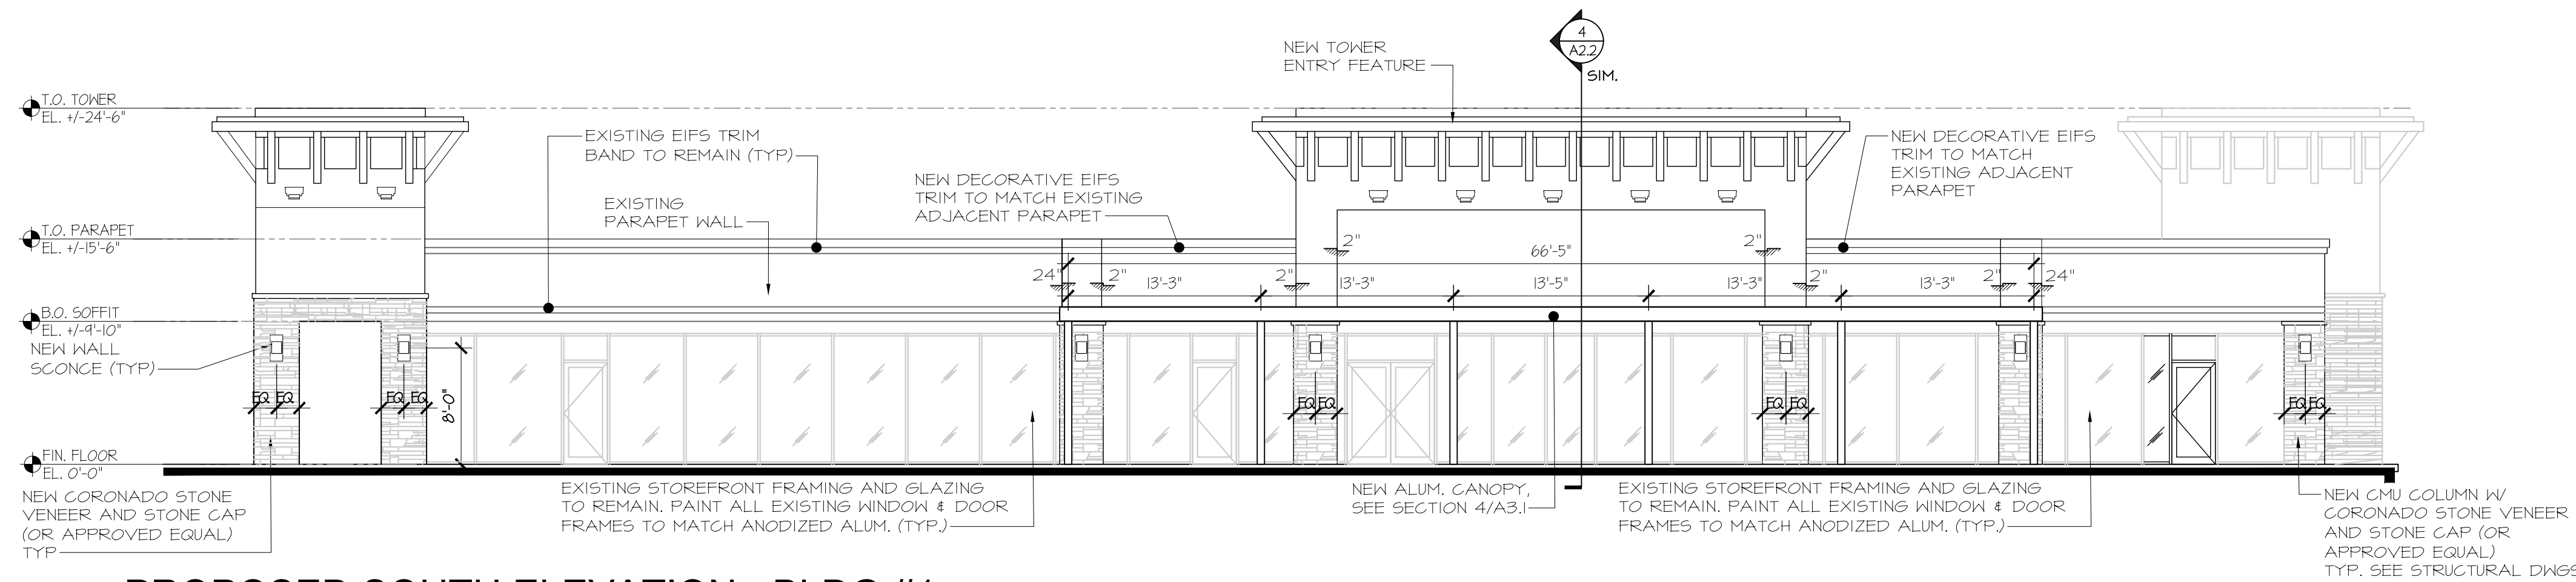 4
A2.2
SIM.
NEW TOWER
ENTRY FEATURE
T.O. TOWER
EL. +/-24'-6"
EXISTING EIFS TRIM
BAND TO REMAIN (TYP)
NEW DECORATIVE EIFS
TRIM TO MATCH
EXISTING ADJACENT
PARAPET
NEW DECORATIVE EIFS
TRIM TO MATCH EXISTING
ADJACENT PARAPET
EXISTING
PARAPET WALL
T.O. PARAPET
EL. +/-15'-6"
2"
2"
66'-5"
24"
2"
13'-3"
2"
13'-3"
13'-5"
13'-3"
2"
13'-3"
2"
24"
B.O. SOFFIT
EL. +/-9'-10"
NEW WALL
SCONCE (TYP)
8'-0"
EQ EQ
EQ EQ
EQ EQ
EQ EQ
EQ EQ
FIN. FLOOR
EL. 0'-0"
NEW CORONADO STONE
VENEER AND STONE CAP
(OR APPROVED EQUAL)
TYP
EXISTING STOREFRONT FRAMING AND GLAZING
TO REMAIN. PAINT ALL EXISTING WINDOW & DOOR
FRAMES TO MATCH ANODIZED ALUM. (TYP.)
NEW ALUM. CANOPY,
SEE SECTION 4/A3.1
EXISTING STOREFRONT FRAMING AND GLAZING
TO REMAIN. PAINT ALL EXISTING WINDOW & DOOR
FRAMES TO MATCH ANODIZED ALUM. (TYP.)
NEW CMU COLUMN W/
CORONADO STONE VENEER
AND STONE CAP (OR
APPROVED EQUAL)
TYP. SEE STRUCTURAL DWGS
PROPOSED SOUTH ELEVATION - BLDG #1